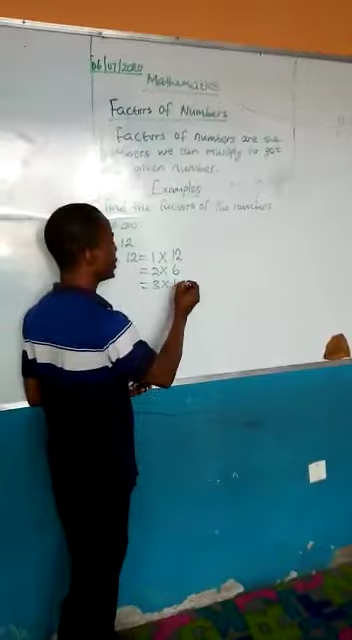 06/07/2020
Mathematics
Factors of Numbers
Factors of numbers are the
numbers we can multiply to get
given number.
Examples
Find the factors of the numbers
12
12 = 1 X 12
= 2 X 6
= 3 X